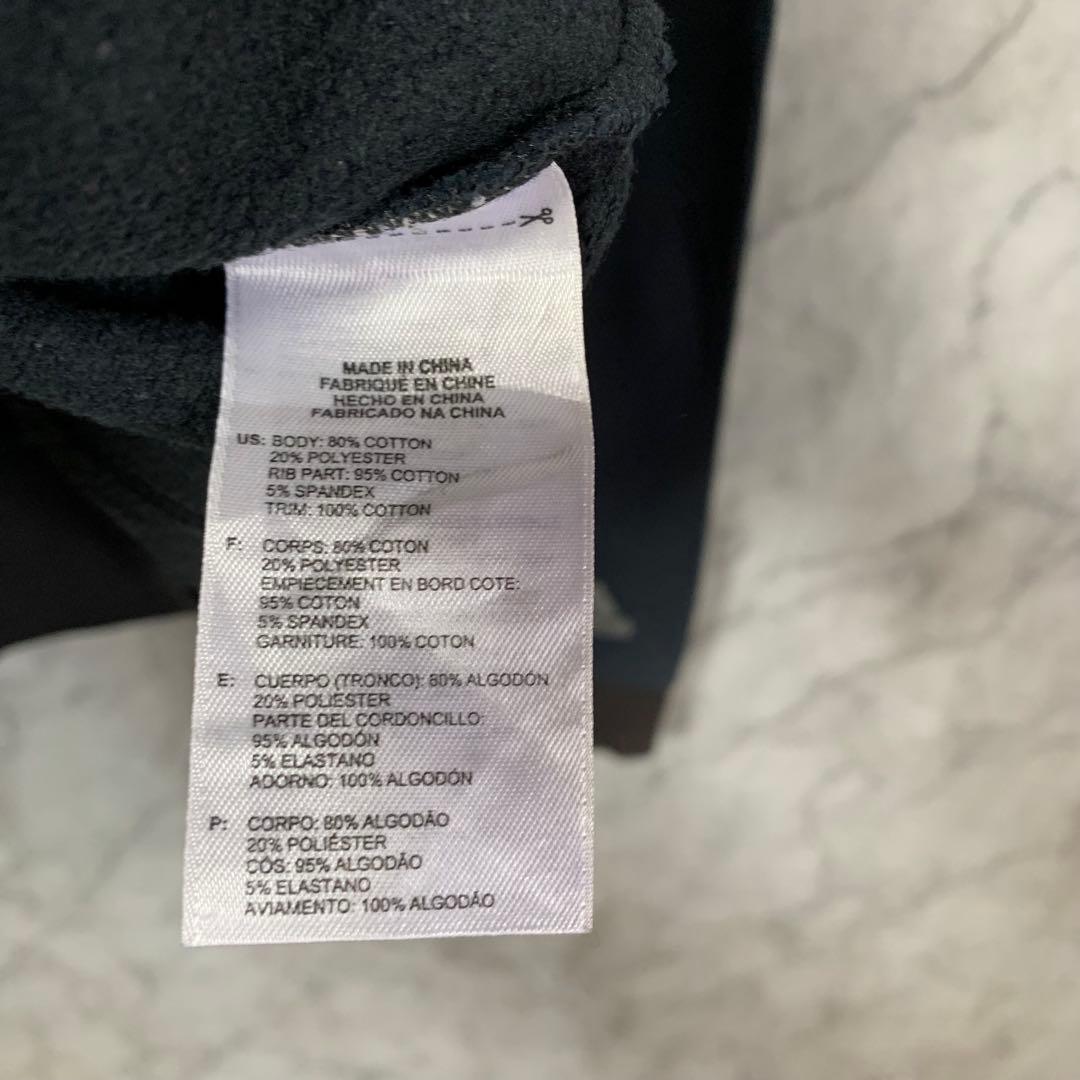 MADE IN CHINA
FABRIQUÉ EN CHINE
HECHO EN CHINA
FABRICADO NA CHINA
US: BODY: 80% COTTON
20% POLYESTER
RIB PART: 95% COTTON
5% SPANDEX
TRIM: 100% COTTON
F: CORPS: 80% COTON
20% POLYESTER
EMPIECEMENT EN BORD COTE:
95% COTON
5% SPANDEX
GARNITURE: 100% COTON
E: CUERPO (TRONCO): 80% ALGODÓN
20% POLIESTER
PARTE DEL CORDONCILLO:
95% ALGODÓN
5% ELASTANO
ADORNO: 100% ALGODÓN
P: CORPO: 80% ALGODÃO
20% POLIÉSTER
CÓS: 95% ALGODÃO
5% ELASTANO
AVIAMENTO: 100% ALGODÃO